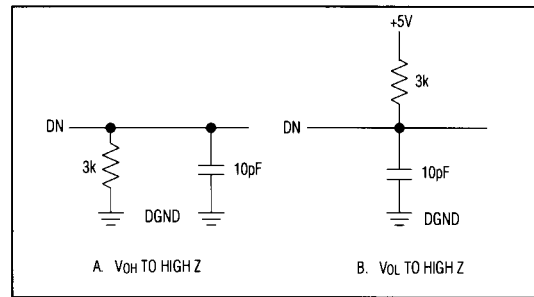 +5V
3k
DN
DN
3k
10pF
10pF
DGND
DGND
A. VOH TO HIGH Z
B. VOL TO HIGH Z